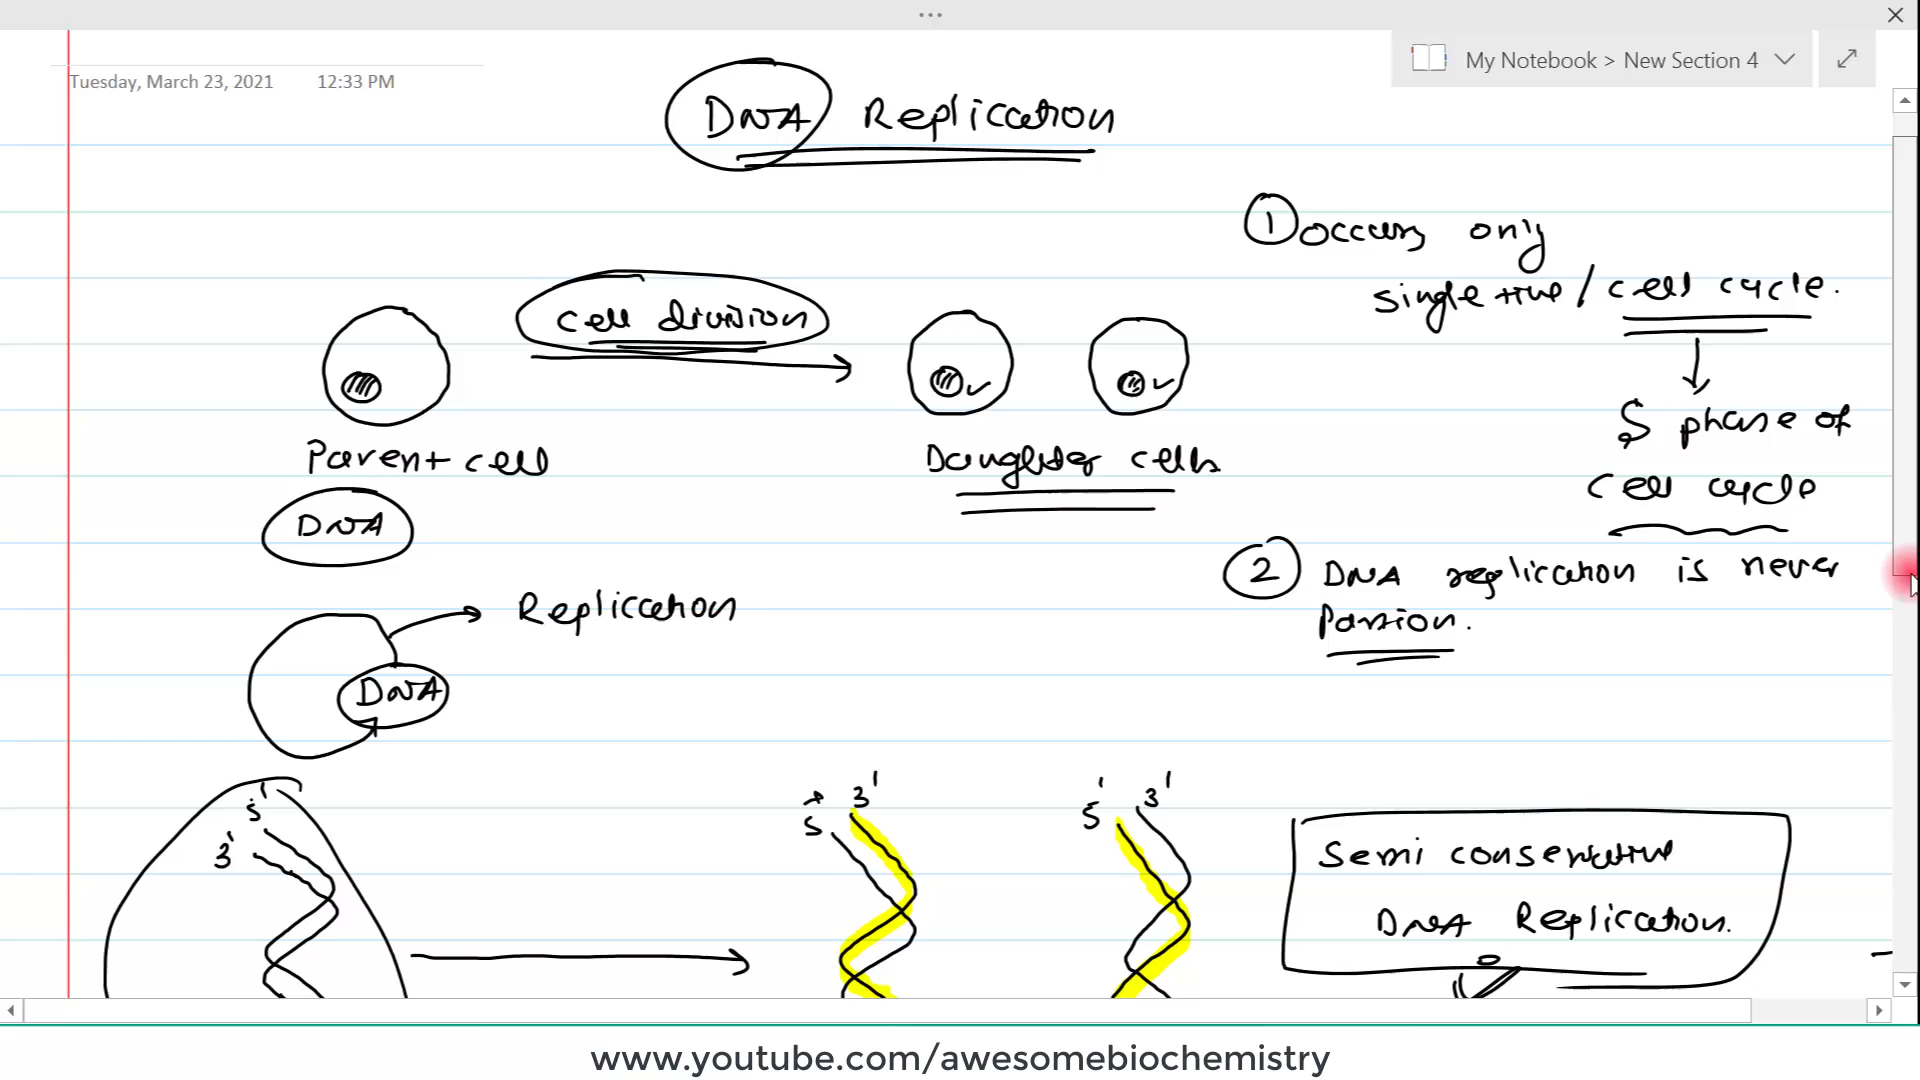 My Notebook > New Section 4
Tuesday, March 23, 2021 12:33 PM
DNA Replication
① occurs only
single time / cell cycle.
S phase of
cell cycle
② DNA replication is never
Partion.
cell division
Parent cell
Daughter cells
DNA
Replication
DNA
5'
3'
5 3'
5' 3'
Semi conservative
DNA Replication.
www.youtube.com/awesomebiochemistry